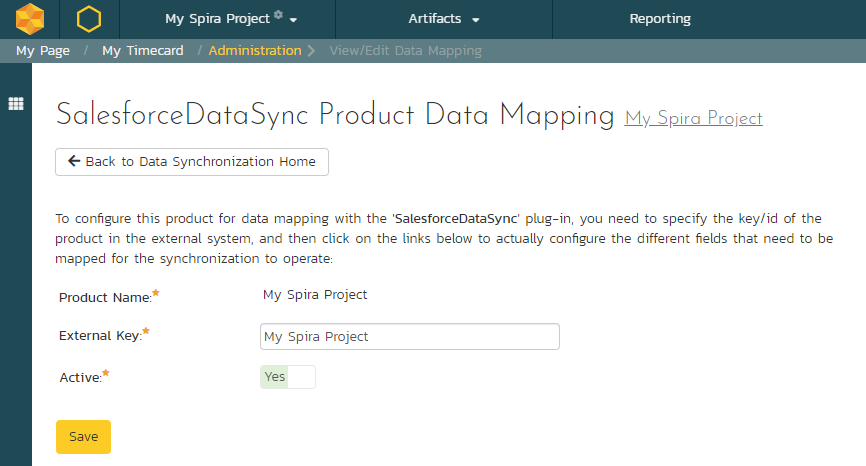 My Spira Project Artifacts Reporting
My Page / My Timecard / Administration > View/Edit Data Mapping
SalesforceDataSync Product Data Mapping My Spira Project
← Back to Data Synchronization Home
To configure this product for data mapping with the 'SalesforceDataSync' plug-in, you need to specify the key/id of the
product in the external system, and then click on the links below to actually configure the different fields that need to be
mapped for the synchronization to operate:
Product Name:* My Spira Project
External Key:* My Spira Project
Active:* Yes
Save